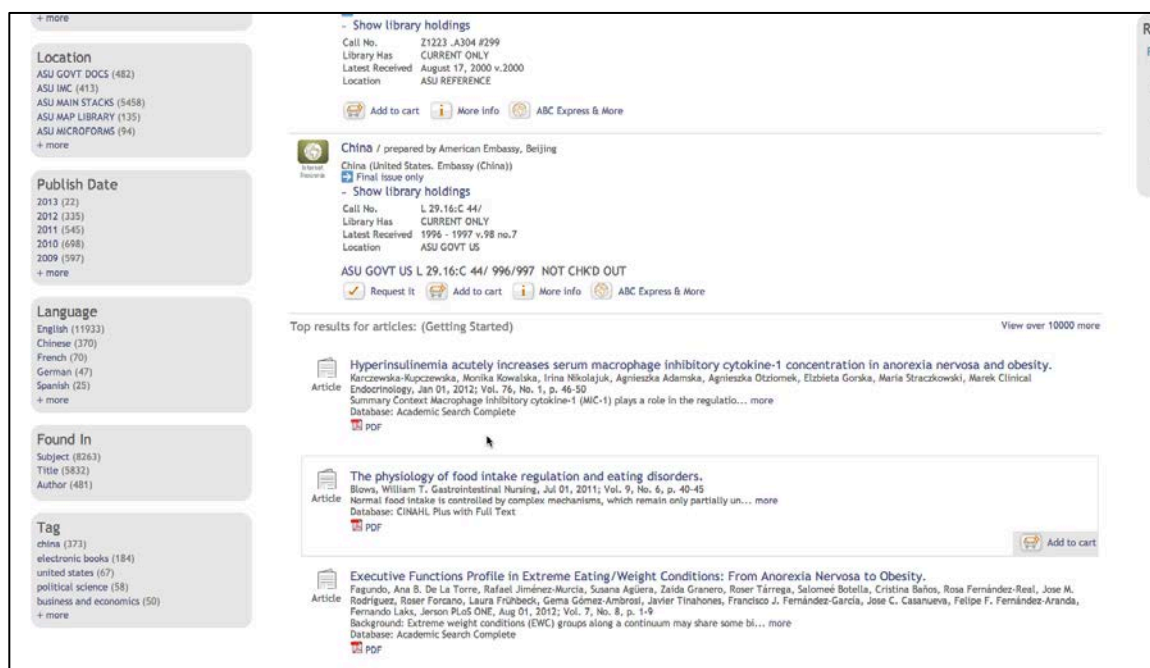 + more
Location
ASU GOVT DOCS (482)
ASU IMC (413)
ASU MAIN STACKS (5458)
ASU MAP LIBRARY (135)
ASU MICROFORMS (94)
+ more
Publish Date
2013 (22)
2012 (335)
2011 (545)
2010 (698)
2009 (597)
+ more
Language
English (11933)
Chinese (370)
French (70)
German (47)
Spanish (25)
+ more
Found In
Subject (8263)
Title (5832)
Author (481)
Tag
china (373)
electronic books (184)
united states (67)
political science (58)
business and economics (50)
+ more
- Show library holdings
Call No. Z1223 .A304 #299
Library Has CURRENT ONLY
Latest Received August 17, 2000 v.2000
Location ASU REFERENCE
Add to cart More info ABC Express & More
China / prepared by American Embassy, Beijing
China (United States. Embassy (China))
Final issue only
- Show library holdings
Call No. L 29.16:C 44/
Library Has CURRENT ONLY
Latest Received 1996 - 1997 v.98 no.7
Location ASU GOVT US
ASU GOVT US L 29.16:C 44/ 996/997 NOT CHK'D OUT
Request It Add to cart More info ABC Express & More
Top results for articles: (Getting Started) View over 10000 more
Hyperinsulinemia acutely increases serum macrophage inhibitory cytokine-1 concentration in anorexia nervosa and obesity.
Article Karczewska-Kupczewska, Monika Kowalska, Irina Nikolajuk, Agnieszka Adamska, Agnieszka Otziomek, Elzbieta Gorska, Maria Straczkowski, Marek Clinical
Endocrinology, Jan 01, 2012; Vol. 76, No. 1, p. 46-50
Summary Context Macrophage inhibitory cytokine-1 (MIC-1) plays a role in the regulatio... more
Database: Academic Search Complete
PDF
The physiology of food intake regulation and eating disorders.
Article Blows, William T. Gastrointestinal Nursing, Jul 01, 2011; Vol. 9, No. 6, p. 40-45
Normal food intake is controlled by complex mechanisms, which remain only partially un... more
Database: CINAHL Plus with Full Text
PDF
Add to cart
Executive Functions Profile in Extreme Eating/Weight Conditions: From Anorexia Nervosa to Obesity.
Article Fagundo, Ana B. De La Torre, Rafael Jiménez-Murcia, Susana Agüera, Zaida Granero, Roser Tárrega, Salomeé Botella, Cristina Baños, Rosa Fernández-Real, Jose M.
Rodríguez, Roser Forcano, Laura Frühbeck, Gema Gómez-Ambrosi, Javier Tinahones, Francisco J. Fernández-García, Jose C. Casanueva, Felipe F. Fernández-Aranda,
Fernando Laks, Jerson PLoS ONE, Aug 01, 2012; Vol. 7, No. 8, p. 1-9
Background: Extreme weight conditions (EWC) groups along a continuum may share some bi... more
Database: Academic Search Complete
PDF